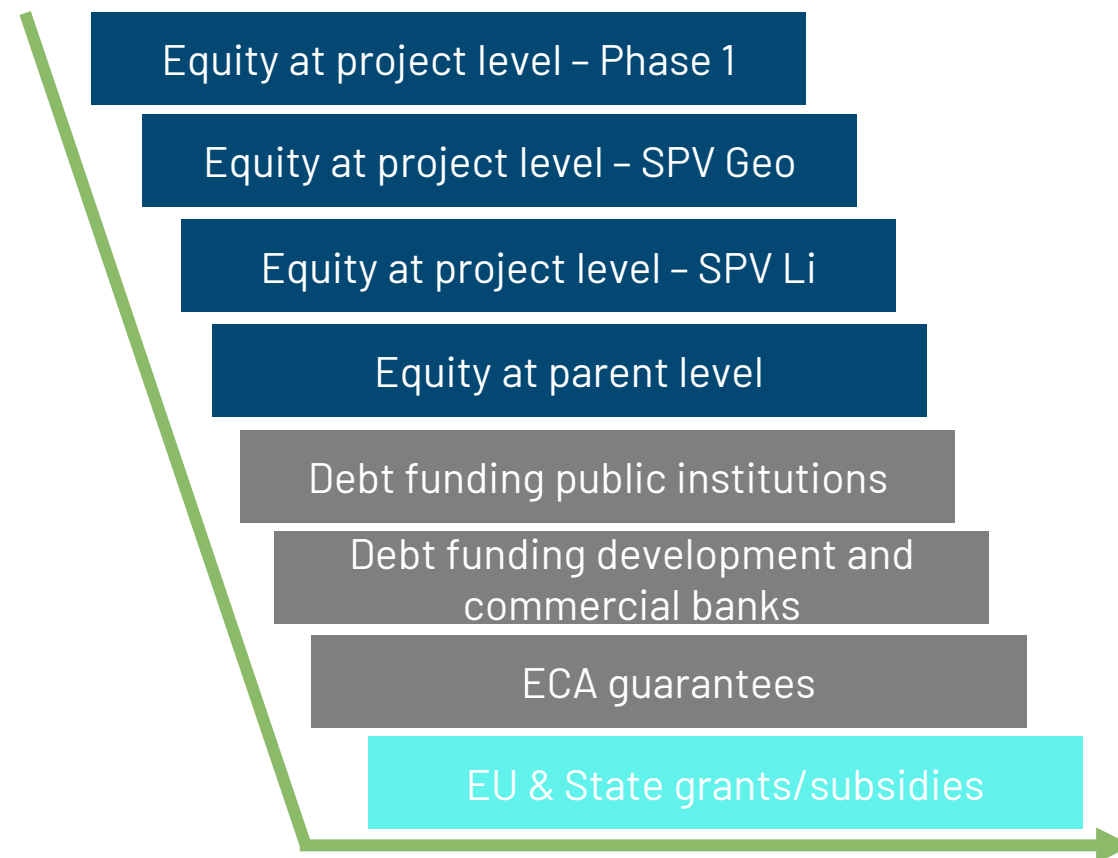 Equity at project level – Phase 1
Equity at project level – SPV Geo
Equity at project level – SPV Li
Equity at parent level
Debt funding public institutions
Debt funding development and
commercial banks
ECA guarantees
EU & State grants/subsidies